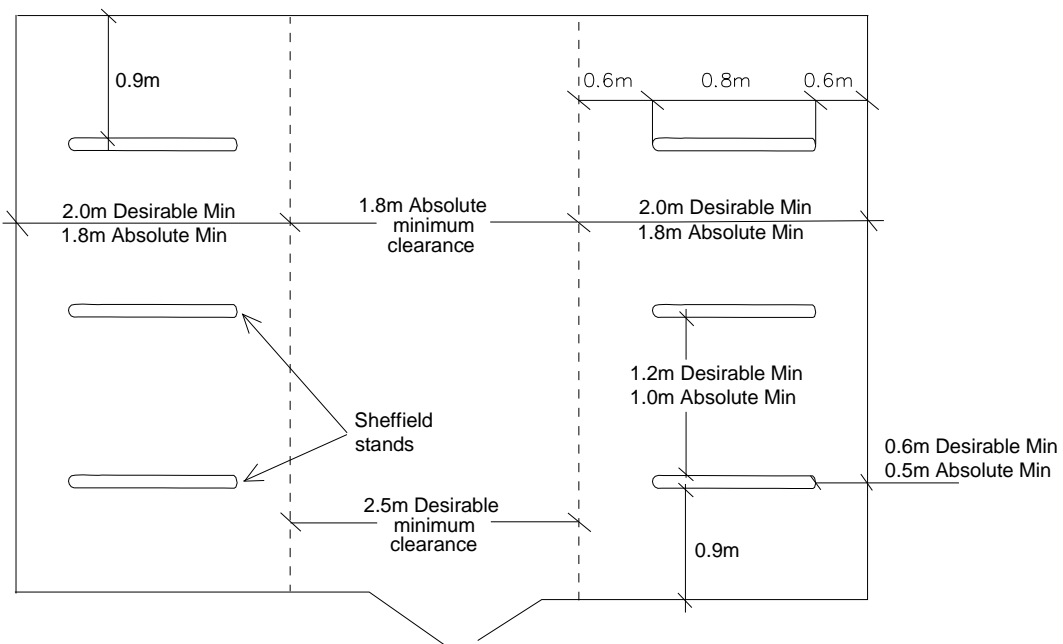 0.9m
0.6m
0.8m
0.6m
2.0m Desirable Min
1.8m Absolute Min
1.8m Absolute
minimum
clearance
2.0m Desirable Min
1.8m Absolute Min
1.2m Desirable Min
1.0m Absolute Min
Sheffield
stands
0.6m Desirable Min
0.5m Absolute Min
2.5m Desirable
minimum
clearance
0.9m